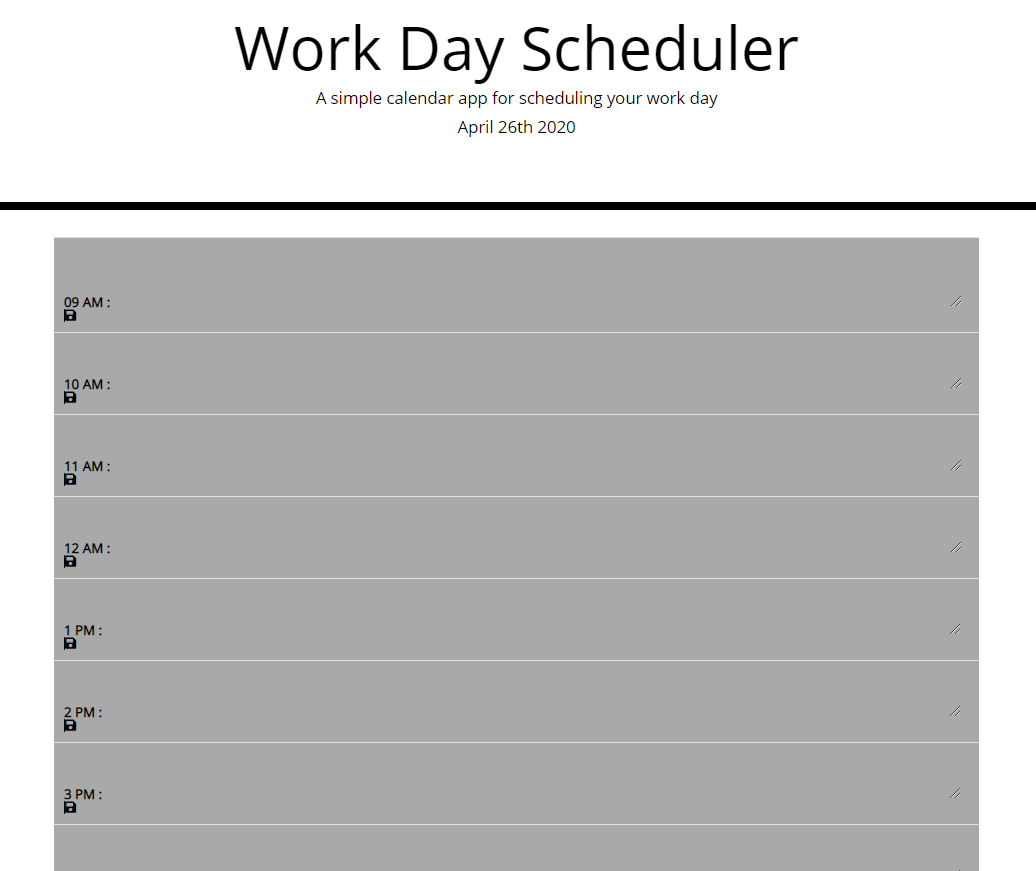 Work Day Scheduler
A simple calendar app for scheduling your work day
April 26th 2020
09 AM :
10 AM :
11 AM :
12 AM :
1 PM :
2 PM :
3 PM :